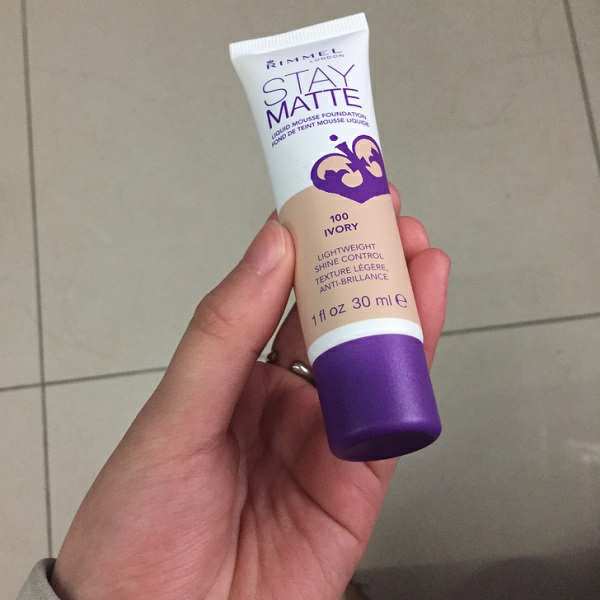 RIMMEL
LONDON
STAY
MATTE
LIQUID MOUSSE FOUNDATION
FOND DE TEINT MOUSSE LIQUIDE
100
IVORY
LIGHTWEIGHT
SHINE CONTROL
TEXTURE LÉGÈRE,
ANTI-BRILLANCE
1 fl oz 30 ml ℮